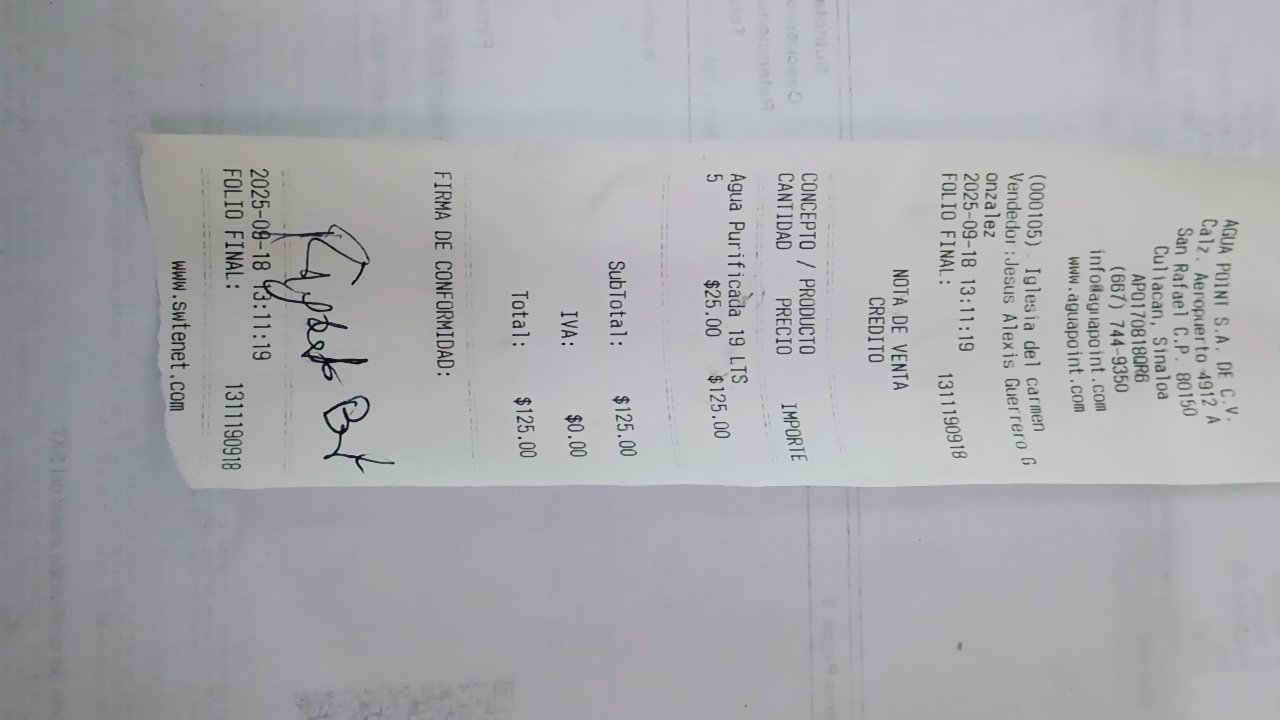 AGUA POINT S.A. DE C.V.
Calz. Aeropuerto 4912 A
San Rafael C.P. 80150
Culiacan, Sinaloa
APO170818QR6
(667) 744-9350
info@aguapoint.com
www.aguapoint.com
NOTA DE VENTA
CREDITO
(000105) . Iglesia del carmen
Vendedor:Jesus Alexis Guerrero G
onzalez
2025-09-18 13:11:19
FOLIO FINAL: 1311190918
CONCEPTO / PRODUCTO
CANTIDAD PRECIO IMPORTE
Agua Purificada 19 LTS
5 $25.00 $125.00
SubTotal: $125.00
IVA: $0.00
Total: $125.00
FIRMA DE CONFORMIDAD:
2025-09-18 13:11:19
FOLIO FINAL: 1311190918
www.swtenet.com